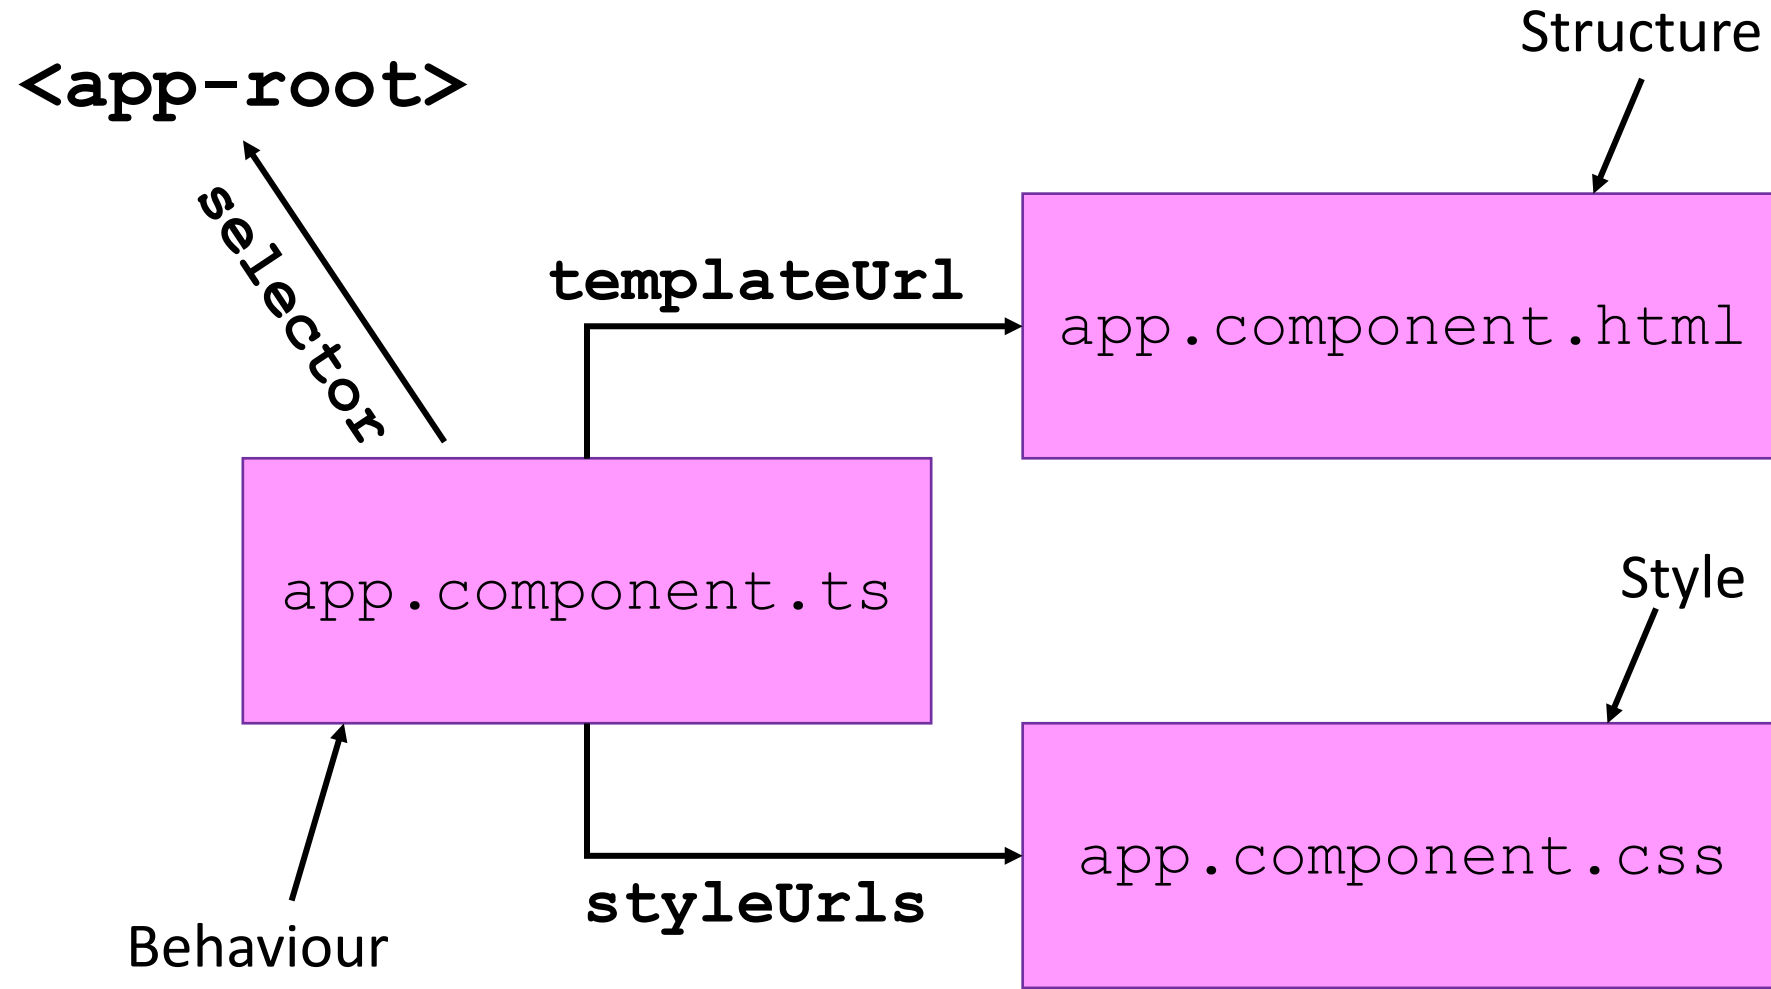 Structure
<app-root>
selector
templateUrl
app.component.html
app.component.ts
Style
app.component.css
styleUrls
Behaviour